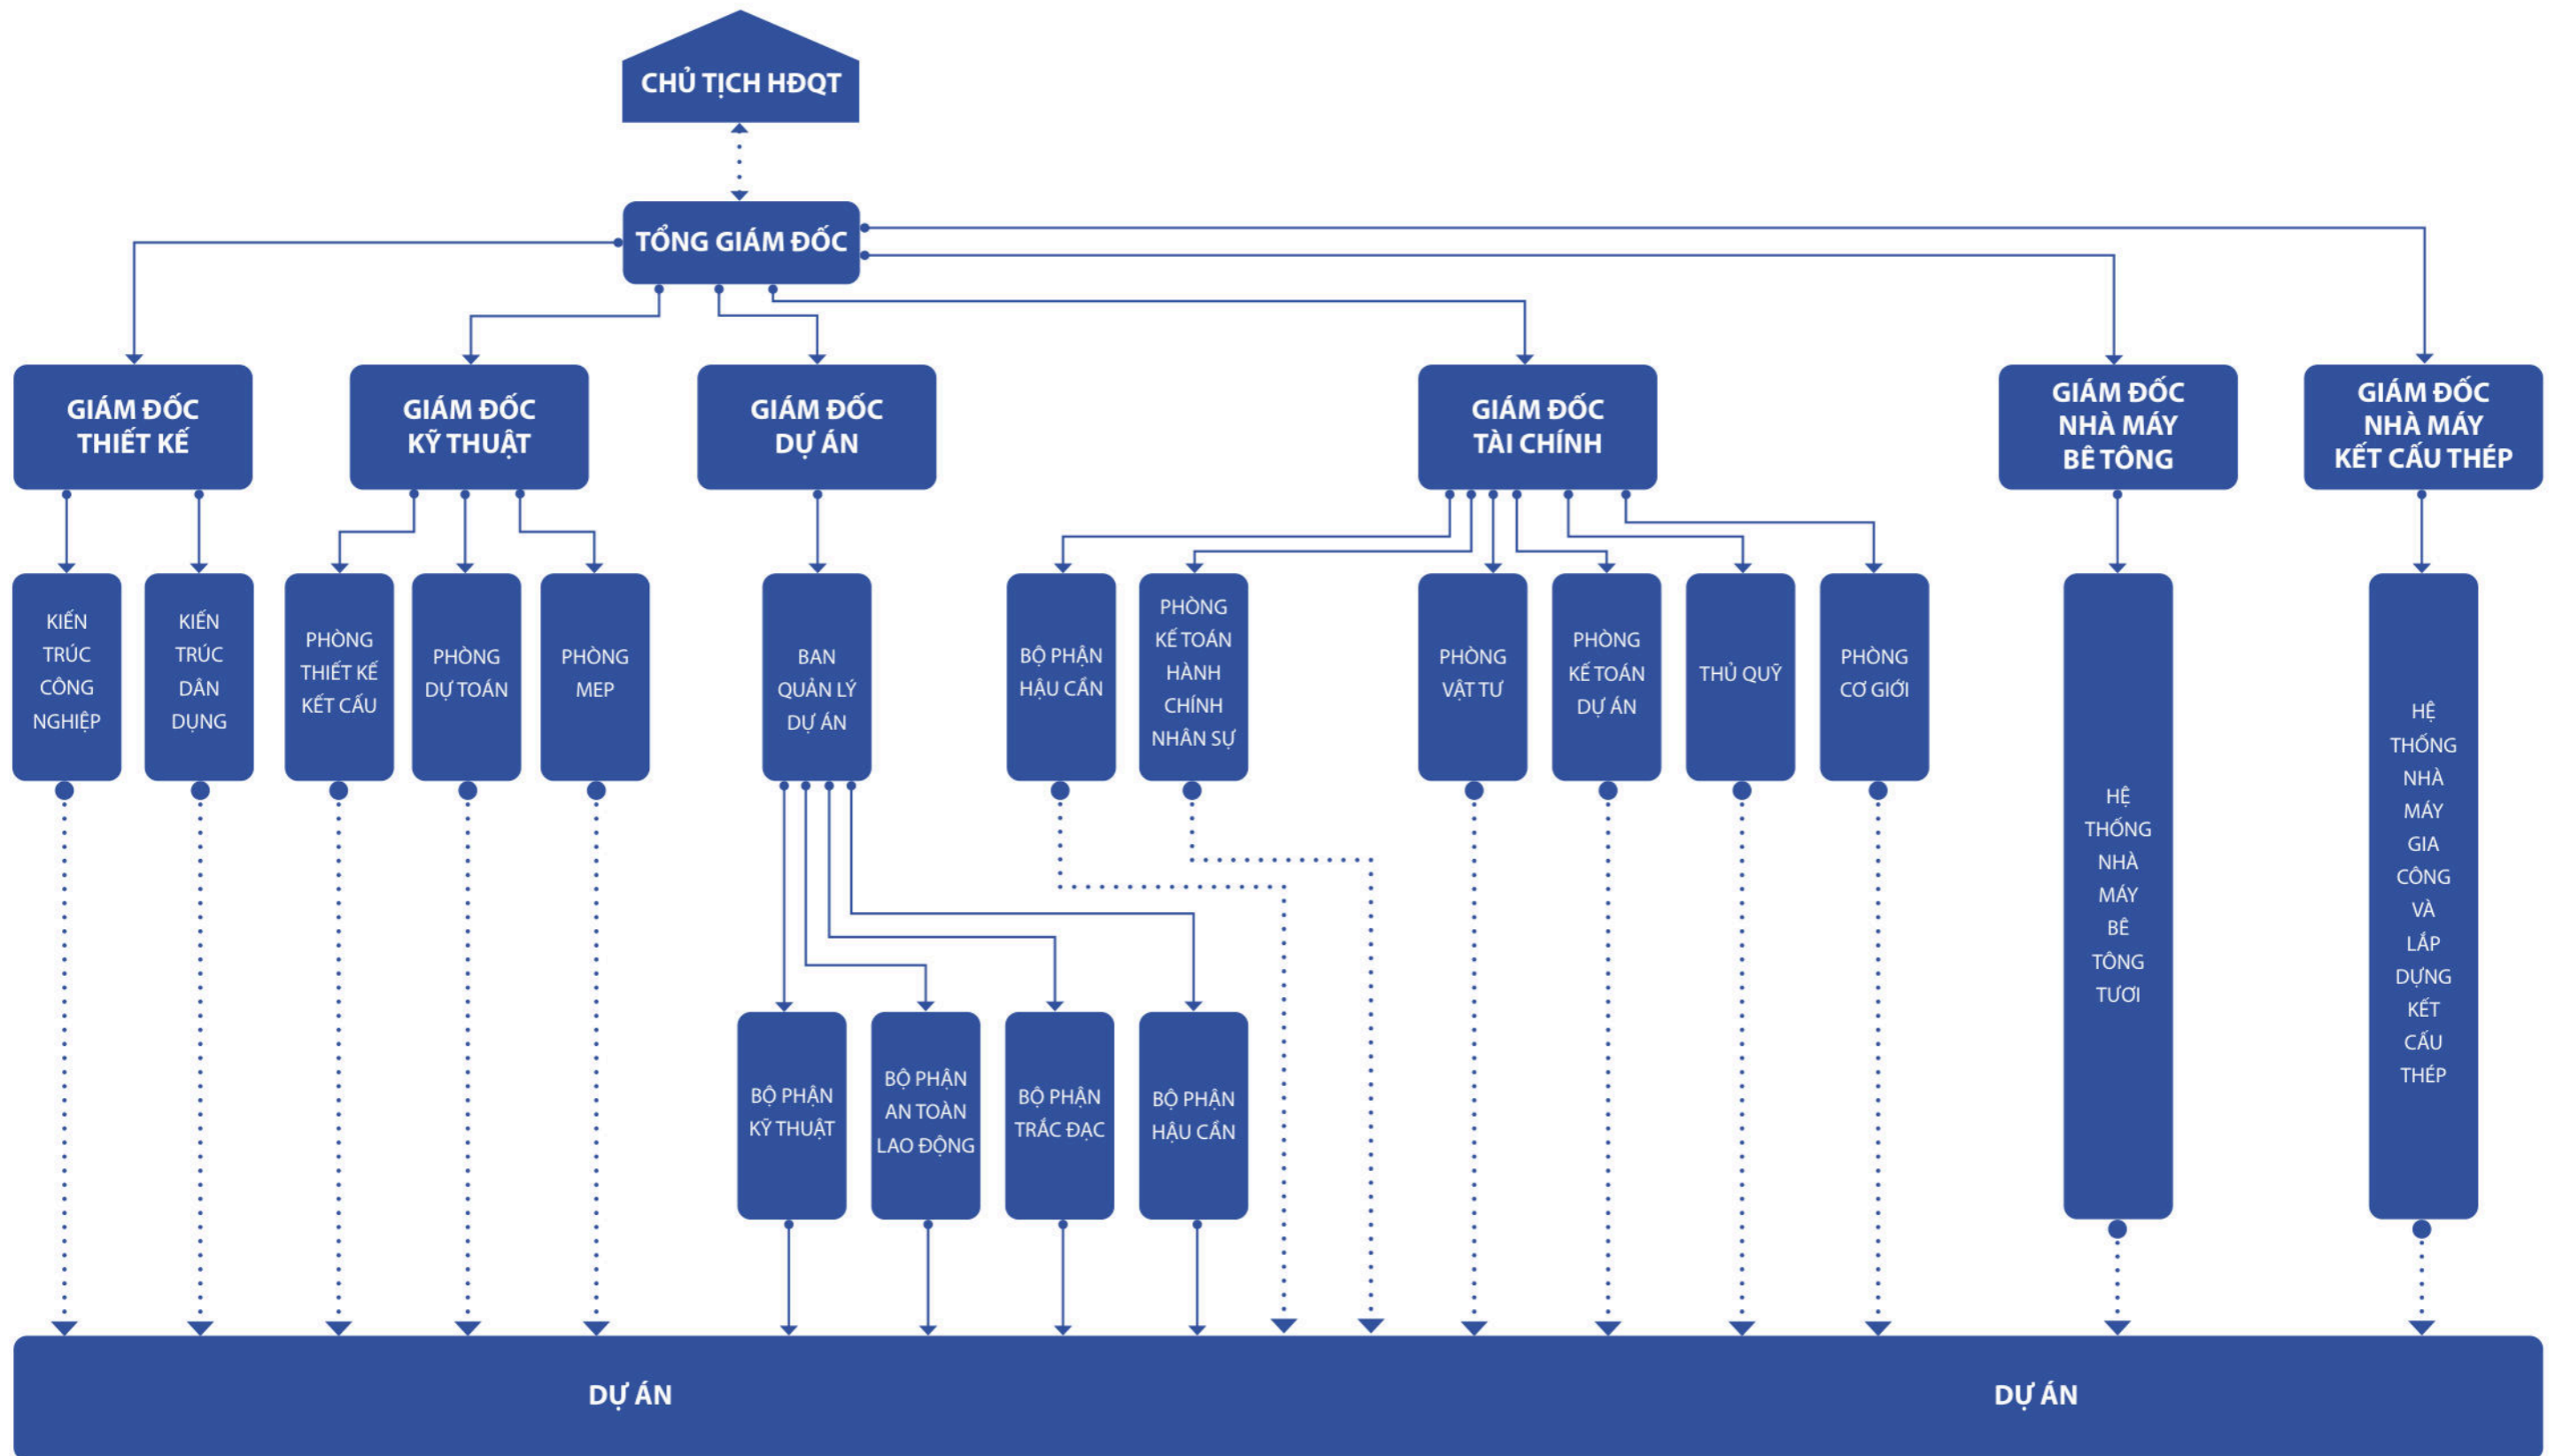 CHỦ TỊCH HĐQT
TỔNG GIÁM ĐỐC
GIÁM ĐỐC
THIẾT KẾ
GIÁM ĐỐC
KỸ THUẬT
GIÁM ĐỐC
DỰ ÁN
GIÁM ĐỐC
TÀI CHÍNH
GIÁM ĐỐC
NHÀ MÁY
BÊ TÔNG
GIÁM ĐỐC
NHÀ MÁY
KẾT CẤU THÉP
KIẾN
TRÚC
CÔNG
NGHIỆP
KIẾN
TRÚC
DÂN
DỤNG
PHÒNG
THIẾT KẾ
KẾT CẤU
PHÒNG
DỰ TOÁN
PHÒNG
MEP
BAN
QUẢN LÝ
DỰ ÁN
BỘ PHẬN
HẬU CẦN
PHÒNG
KẾ TOÁN
HÀNH
CHÍNH
NHÂN SỰ
PHÒNG
VẬT TƯ
PHÒNG
KẾ TOÁN
DỰ ÁN
THỦ QUỸ
PHÒNG
CƠ GIỚI
HỆ
THỐNG
NHÀ
MÁY
BÊ
TÔNG
TƯƠI
HỆ
THỐNG
NHÀ
MÁY
GIA
CÔNG
VÀ
LẮP
DỰNG
KẾT
CẤU
THÉP
BỘ PHẬN
KỸ THUẬT
BỘ PHẬN
AN TOÀN
LAO ĐỘNG
BỘ PHẬN
TRẮC ĐẠC
BỘ PHẬN
HẬU CẦN
DỰ ÁN
DỰ ÁN